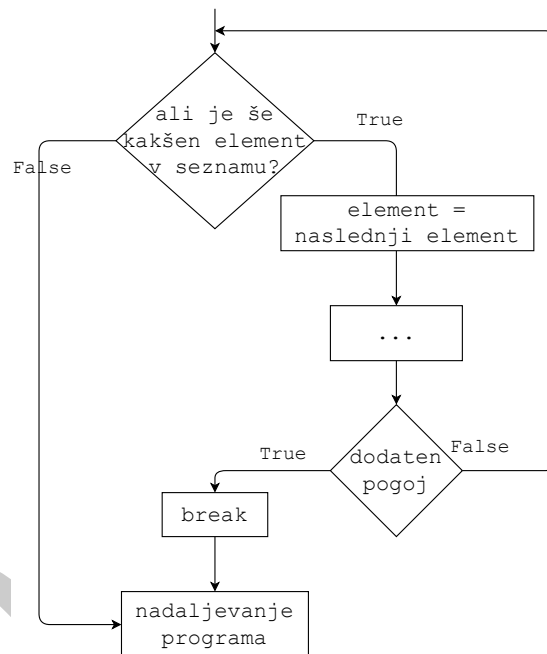 ali je še
kakšen element
v seznamu?
True
False
element =
naslednji element
...
dodaten
pogoj
True
False
break
nadaljevanje
programa